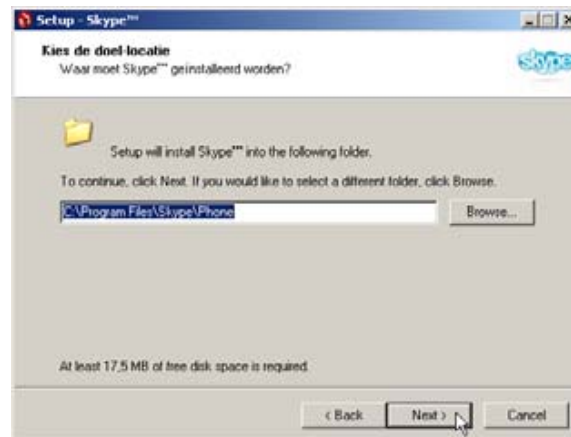 Setup - Skype™
Kies de doel-locatie
Waar moet Skype™ geïnstalleerd worden?
skype
Setup will install Skype™ into the following folder.
To continue, click Next. If you would like to select a different folder, click Browse.
C:\Program Files\Skype\Phone
Browse...
At least 17,5 MB of free disk space is required.
< Back
Next >
Cancel